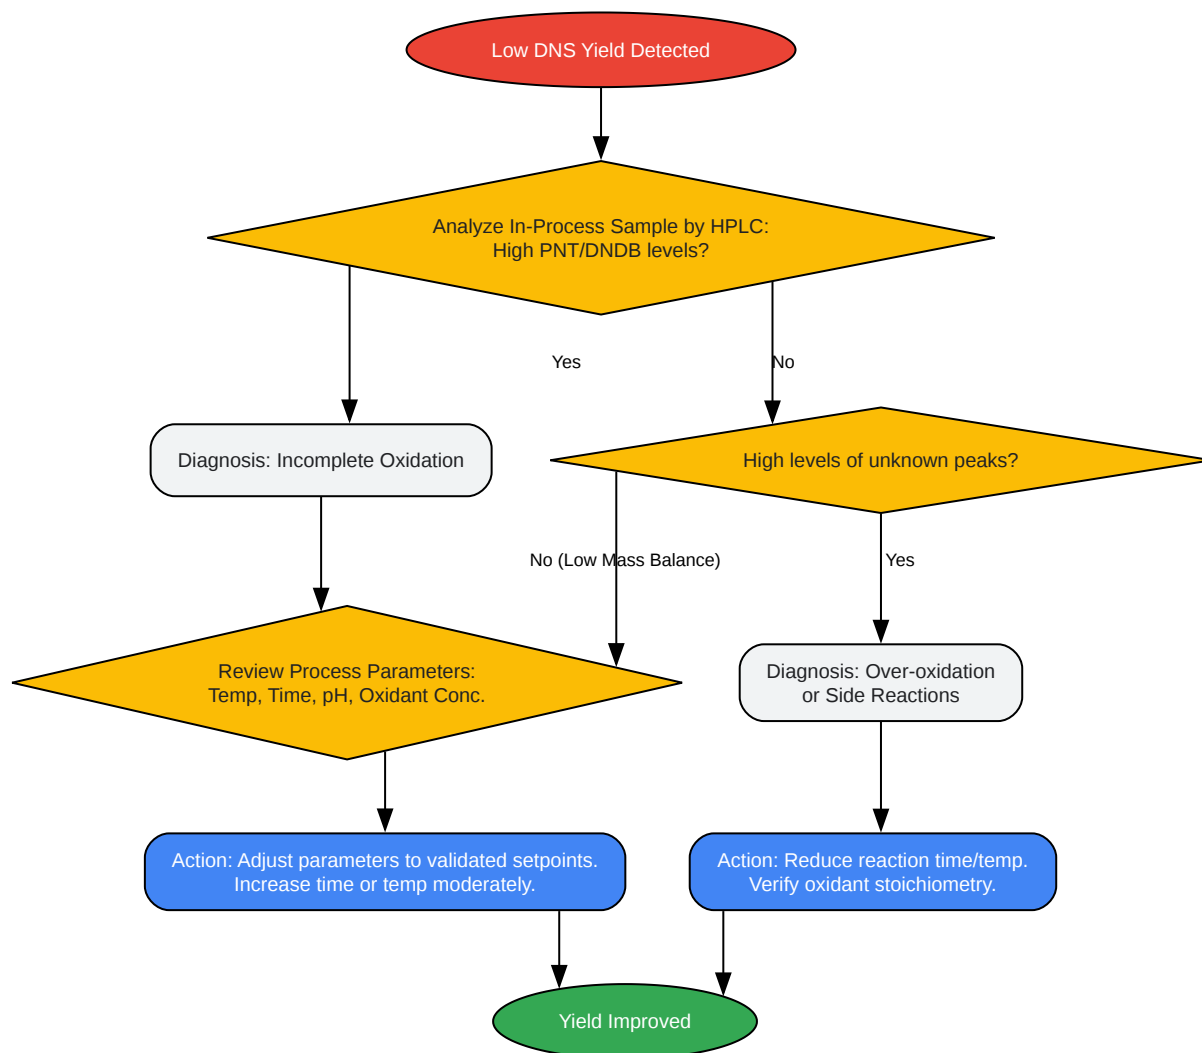 Low DNS Yield Detected
Analyze In-Process Sample by HPLC:
High PNT/DNDB levels?
Yes
No
Diagnosis: Incomplete Oxidation
High levels of unknown peaks?
No (Low Mass Balance)
Yes
Review Process Parameters:
Temp, Time, pH, Oxidant Conc.
Diagnosis: Over-oxidation
or Side Reactions
Action: Adjust parameters to validated setpoints.
Increase time or temp moderately.
Action: Reduce reaction time/temp.
Verify oxidant stoichiometry.
Yield Improved